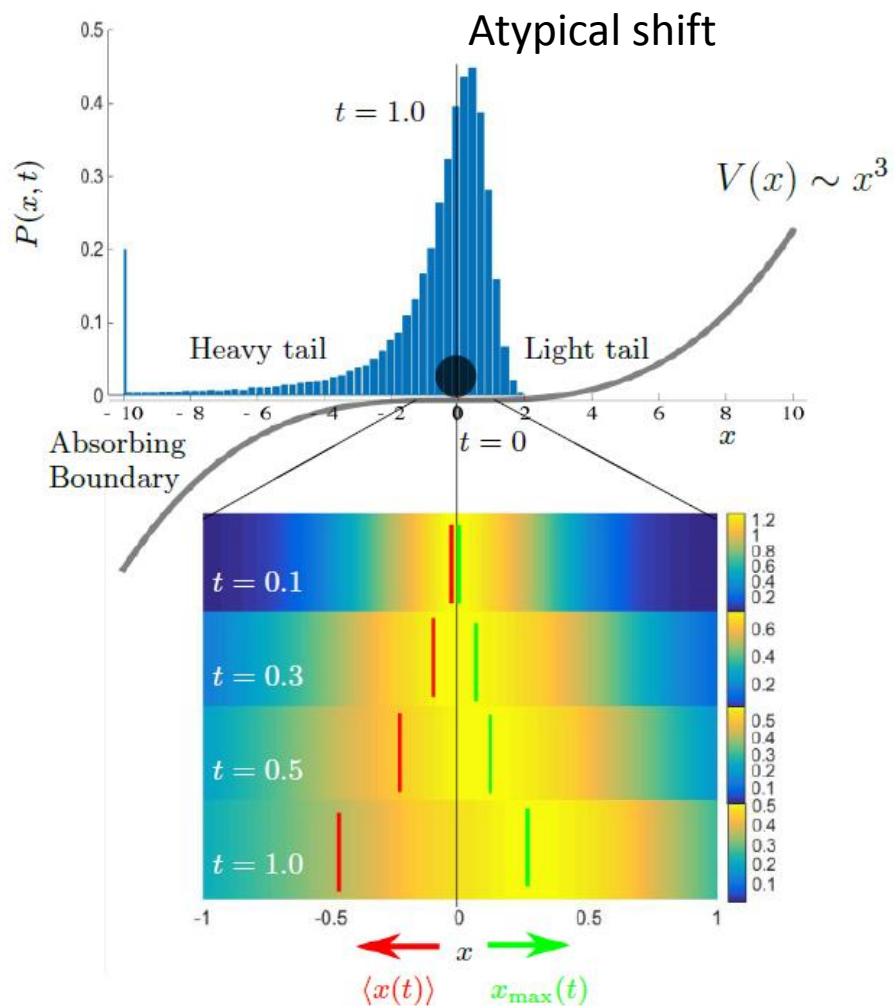 Atypical shift
0.5
0.4
0.3
0.2
0.1
0
P(x, t)
t = 1.0
V(x) ∼ x³
Heavy tail
Light tail
- 10 - 8 - 6 - 4 - 2 0 2 4 6 8 10
x
t = 0
Absorbing
Boundary
t = 0.1
1.2
1
0.8
0.6
0.4
0.2
t = 0.3
0.6
0.4
0.2
t = 0.5
0.5
0.4
0.3
0.2
0.1
t = 1.0
0.5
0.4
0.3
0.2
0.1
-1 -0.5 0 0.5 1
x
⟨x(t)⟩ xmax(t)